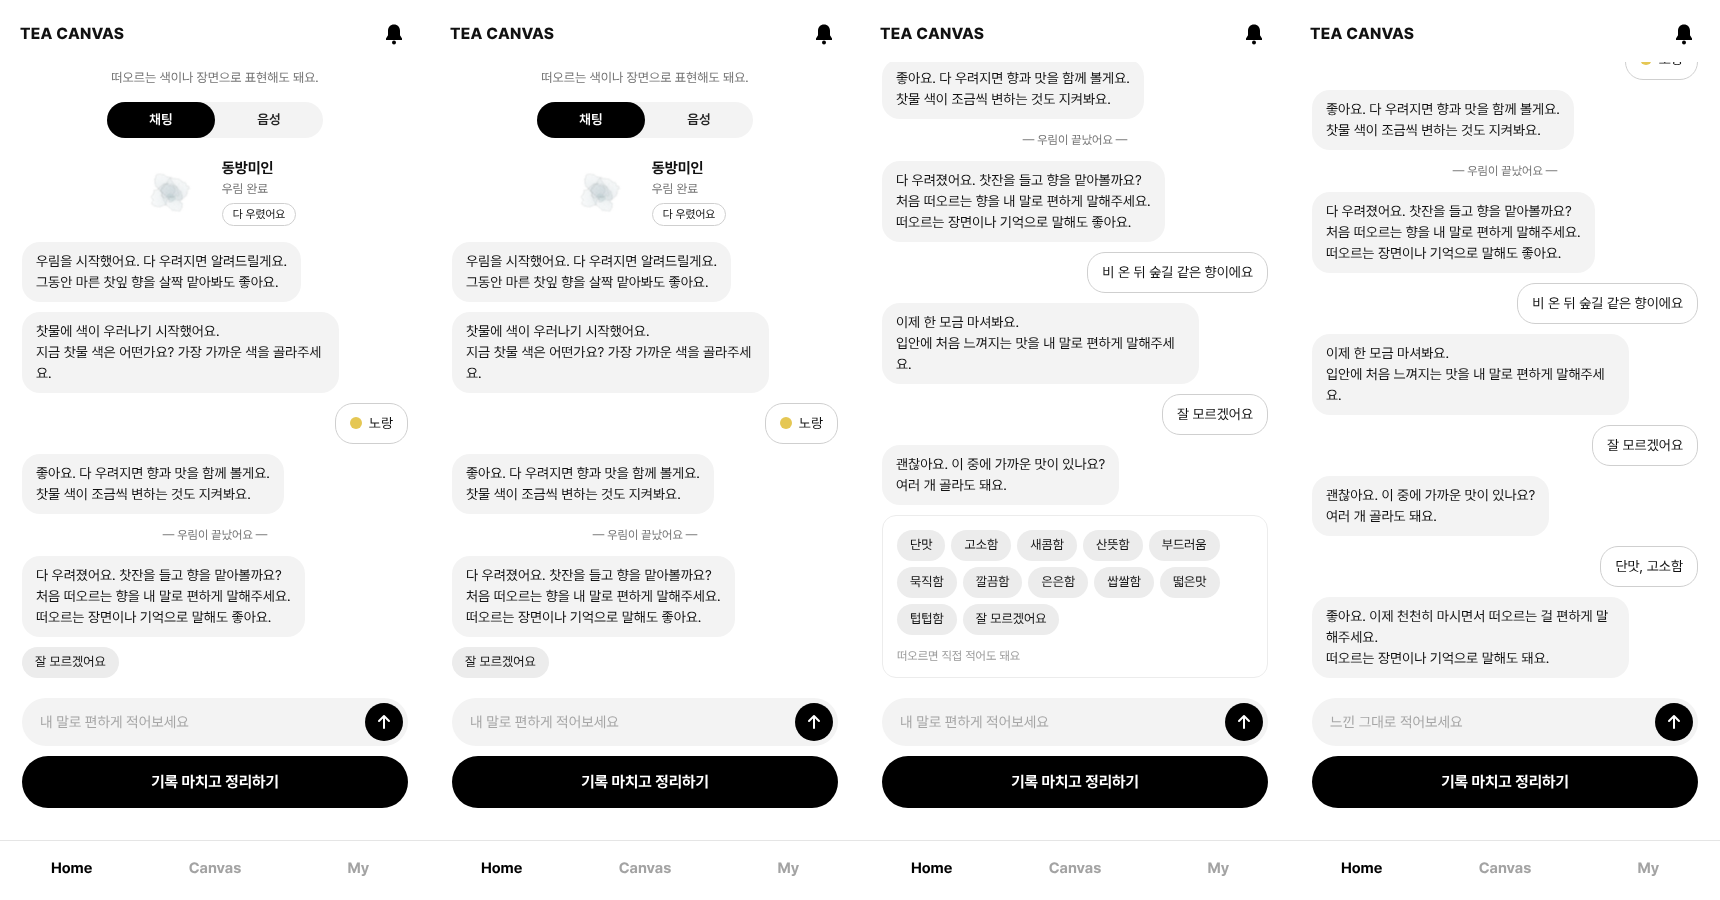 TEA CANVAS
떠오르는 색이나 장면으로 표현해도 돼요.
채팅
음성
동방미인
우림 완료
다 우렸어요
우림을 시작했어요. 다 우려지면 알려드릴게요.
그동안 마른 찻잎 향을 살짝 맡아봐도 좋아요.
찻물에 색이 우러나기 시작했어요.
지금 찻물 색은 어떤가요? 가장 가까운 색을 골라주세
요.
노랑
좋아요. 다 우려지면 향과 맛을 함께 볼게요.
찻물 색이 조금씩 변하는 것도 지켜봐요.
— 우림이 끝났어요 —
다 우려졌어요. 찻잔을 들고 향을 맡아볼까요?
처음 떠오르는 향을 내 말로 편하게 말해주세요.
떠오르는 장면이나 기억으로 말해도 좋아요.
잘 모르겠어요
내 말로 편하게 적어보세요
기록 마치고 정리하기
Home
Canvas
My
TEA CANVAS
떠오르는 색이나 장면으로 표현해도 돼요.
채팅
음성
동방미인
우림 완료
다 우렸어요
우림을 시작했어요. 다 우려지면 알려드릴게요.
그동안 마른 찻잎 향을 살짝 맡아봐도 좋아요.
찻물에 색이 우러나기 시작했어요.
지금 찻물 색은 어떤가요? 가장 가까운 색을 골라주세
요.
노랑
좋아요. 다 우려지면 향과 맛을 함께 볼게요.
찻물 색이 조금씩 변하는 것도 지켜봐요.
— 우림이 끝났어요 —
다 우려졌어요. 찻잔을 들고 향을 맡아볼까요?
처음 떠오르는 향을 내 말로 편하게 말해주세요.
떠오르는 장면이나 기억으로 말해도 좋아요.
잘 모르겠어요
내 말로 편하게 적어보세요
기록 마치고 정리하기
Home
Canvas
My
TEA CANVAS
좋아요. 다 우려지면 향과 맛을 함께 볼게요.
찻물 색이 조금씩 변하는 것도 지켜봐요.
— 우림이 끝났어요 —
다 우려졌어요. 찻잔을 들고 향을 맡아볼까요?
처음 떠오르는 향을 내 말로 편하게 말해주세요.
떠오르는 장면이나 기억으로 말해도 좋아요.
비 온 뒤 숲길 같은 향이에요
이제 한 모금 마셔봐요.
입안에 처음 느껴지는 맛을 내 말로 편하게 말해주세
요.
잘 모르겠어요
괜찮아요. 이 중에 가까운 맛이 있나요?
여러 개 골라도 돼요.
단맛
고소함
새콤함
산뜻함
부드러움
묵직함
깔끔함
은은함
쌉쌀함
떫은맛
텁텁함
잘 모르겠어요
떠오르면 직접 적어도 돼요
내 말로 편하게 적어보세요
기록 마치고 정리하기
Home
Canvas
My
TEA CANVAS
좋아요. 다 우려지면 향과 맛을 함께 볼게요.
찻물 색이 조금씩 변하는 것도 지켜봐요.
— 우림이 끝났어요 —
다 우려졌어요. 찻잔을 들고 향을 맡아볼까요?
처음 떠오르는 향을 내 말로 편하게 말해주세요.
떠오르는 장면이나 기억으로 말해도 좋아요.
비 온 뒤 숲길 같은 향이에요
이제 한 모금 마셔봐요.
입안에 처음 느껴지는 맛을 내 말로 편하게 말해주세
요.
잘 모르겠어요
괜찮아요. 이 중에 가까운 맛이 있나요?
여러 개 골라도 돼요.
단맛, 고소함
좋아요. 이제 천천히 마시면서 떠오르는 걸 편하게 말
해주세요.
떠오르는 장면이나 기억으로 말해도 돼요.
느낀 그대로 적어보세요
기록 마치고 정리하기
Home
Canvas
My